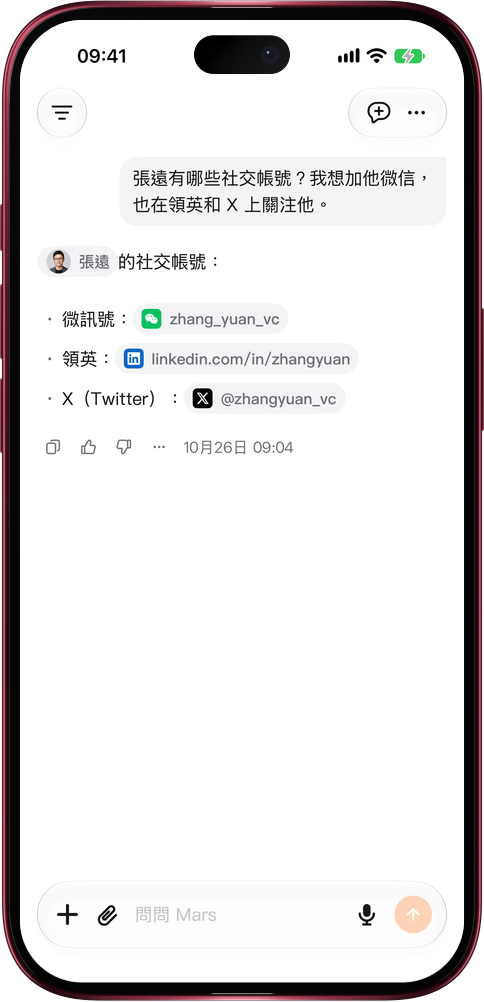 09:41
張遠有哪些社交帳號？我想加他微信，
也在領英和 X 上關注他。
張遠 的社交帳號：
· 微訊號： zhang_yuan_vc
· 領英： in linkedin.com/in/zhangyuan
· X（Twitter）： X @zhangyuan_vc
10月26日 09:04
問問 Mars